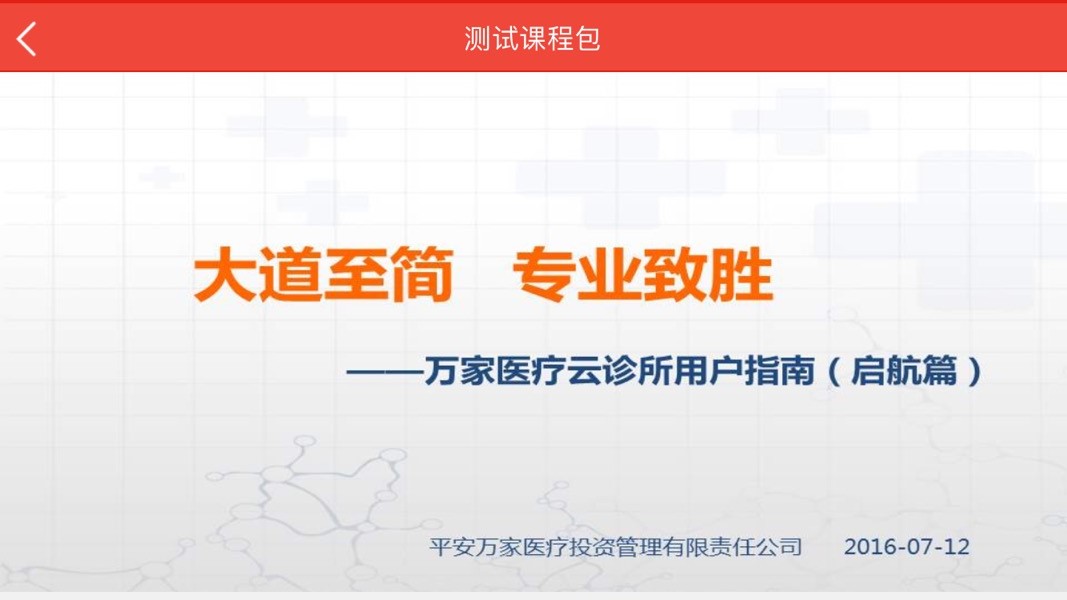 测试课程包
大道至简 专业致胜
——万家医疗云诊所用户指南（启航篇）
平安万家医疗投资管理有限责任公司 2016-07-12